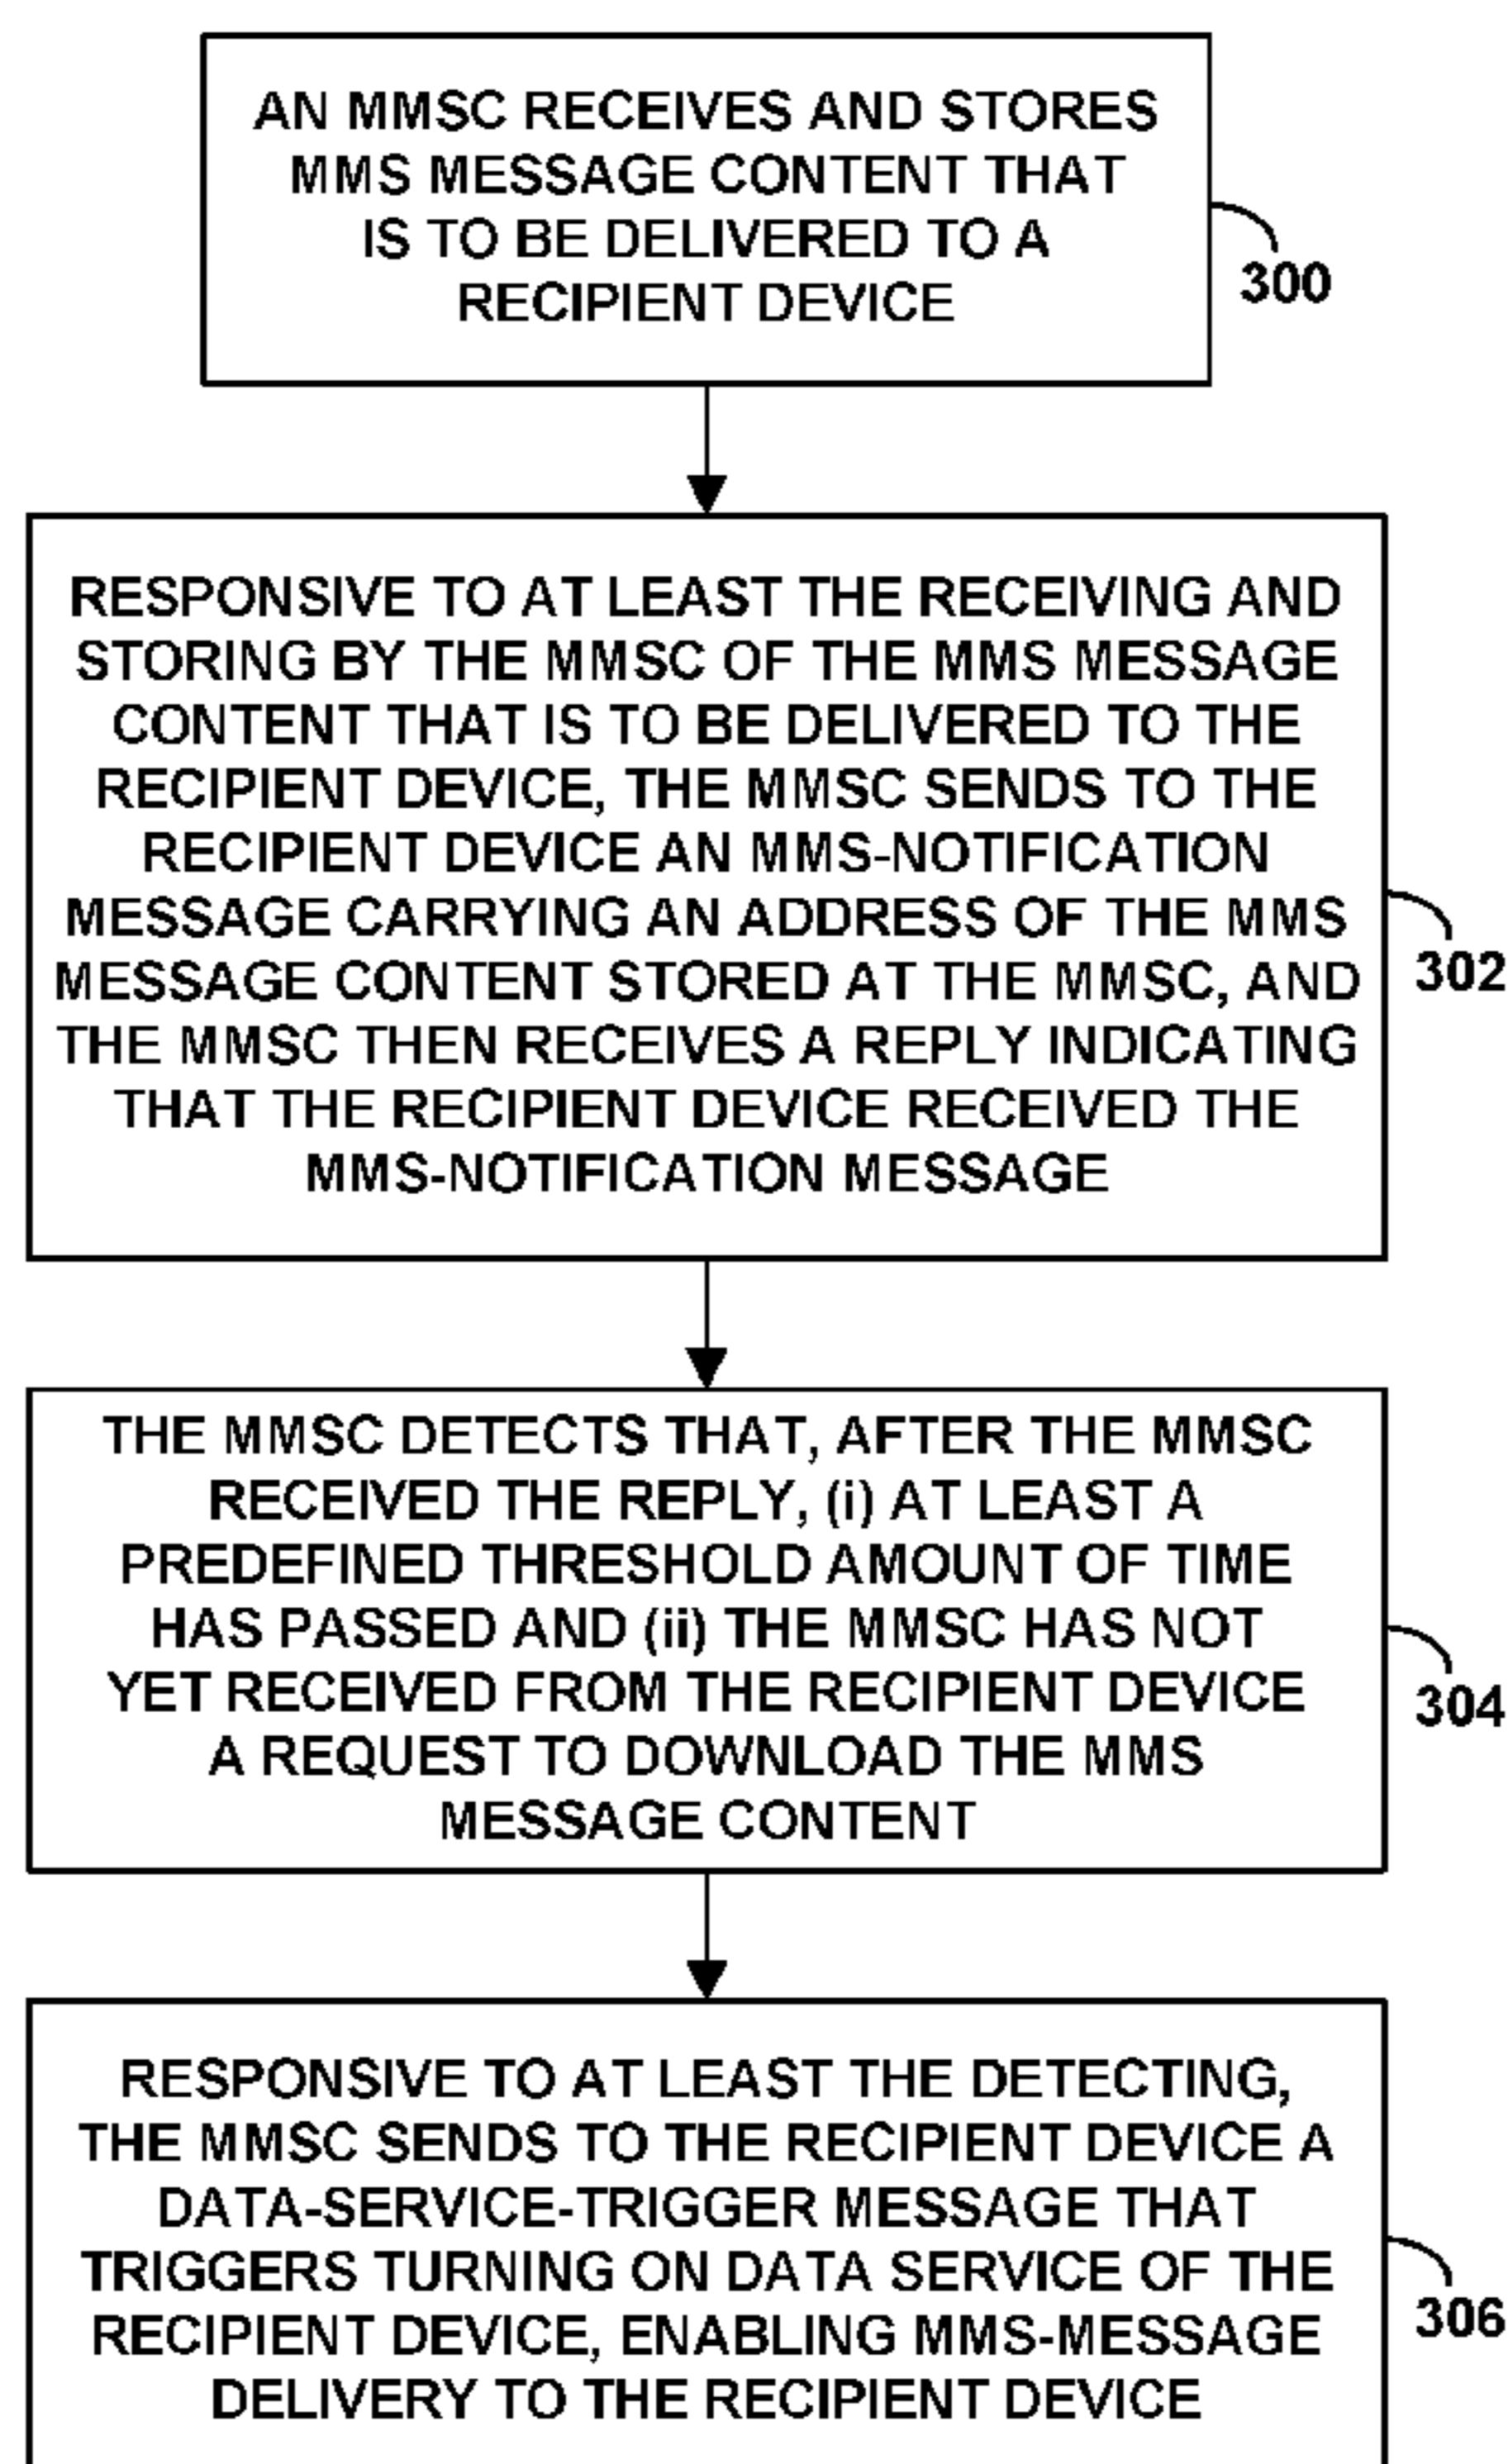 AN MMSC RECEIVES AND STORES
MMS MESSAGE CONTENT THAT
IS TO BE DELIVERED TO A
RECIPIENT DEVICE
300
RESPONSIVE TO AT LEAST THE RECEIVING AND
STORING BY THE MMSC OF THE MMS MESSAGE
CONTENT THAT IS TO BE DELIVERED TO THE
RECIPIENT DEVICE, THE MMSC SENDS TO THE
RECIPIENT DEVICE AN MMS-NOTIFICATION
MESSAGE CARRYING AN ADDRESS OF THE MMS
MESSAGE CONTENT STORED AT THE MMSC, AND
THE MMSC THEN RECEIVES A REPLY INDICATING
THAT THE RECIPIENT DEVICE RECEIVED THE
MMS-NOTIFICATION MESSAGE
302
THE MMSC DETECTS THAT, AFTER THE MMSC
RECEIVED THE REPLY, (i) AT LEAST A
PREDEFINED THRESHOLD AMOUNT OF TIME
HAS PASSED AND (ii) THE MMSC HAS NOT
YET RECEIVED FROM THE RECIPIENT DEVICE
A REQUEST TO DOWNLOAD THE MMS
MESSAGE CONTENT
304
RESPONSIVE TO AT LEAST THE DETECTING,
THE MMSC SENDS TO THE RECIPIENT DEVICE A
DATA-SERVICE-TRIGGER MESSAGE THAT
TRIGGERS TURNING ON DATA SERVICE OF THE
RECIPIENT DEVICE, ENABLING MMS-MESSAGE
DELIVERY TO THE RECIPIENT DEVICE
306